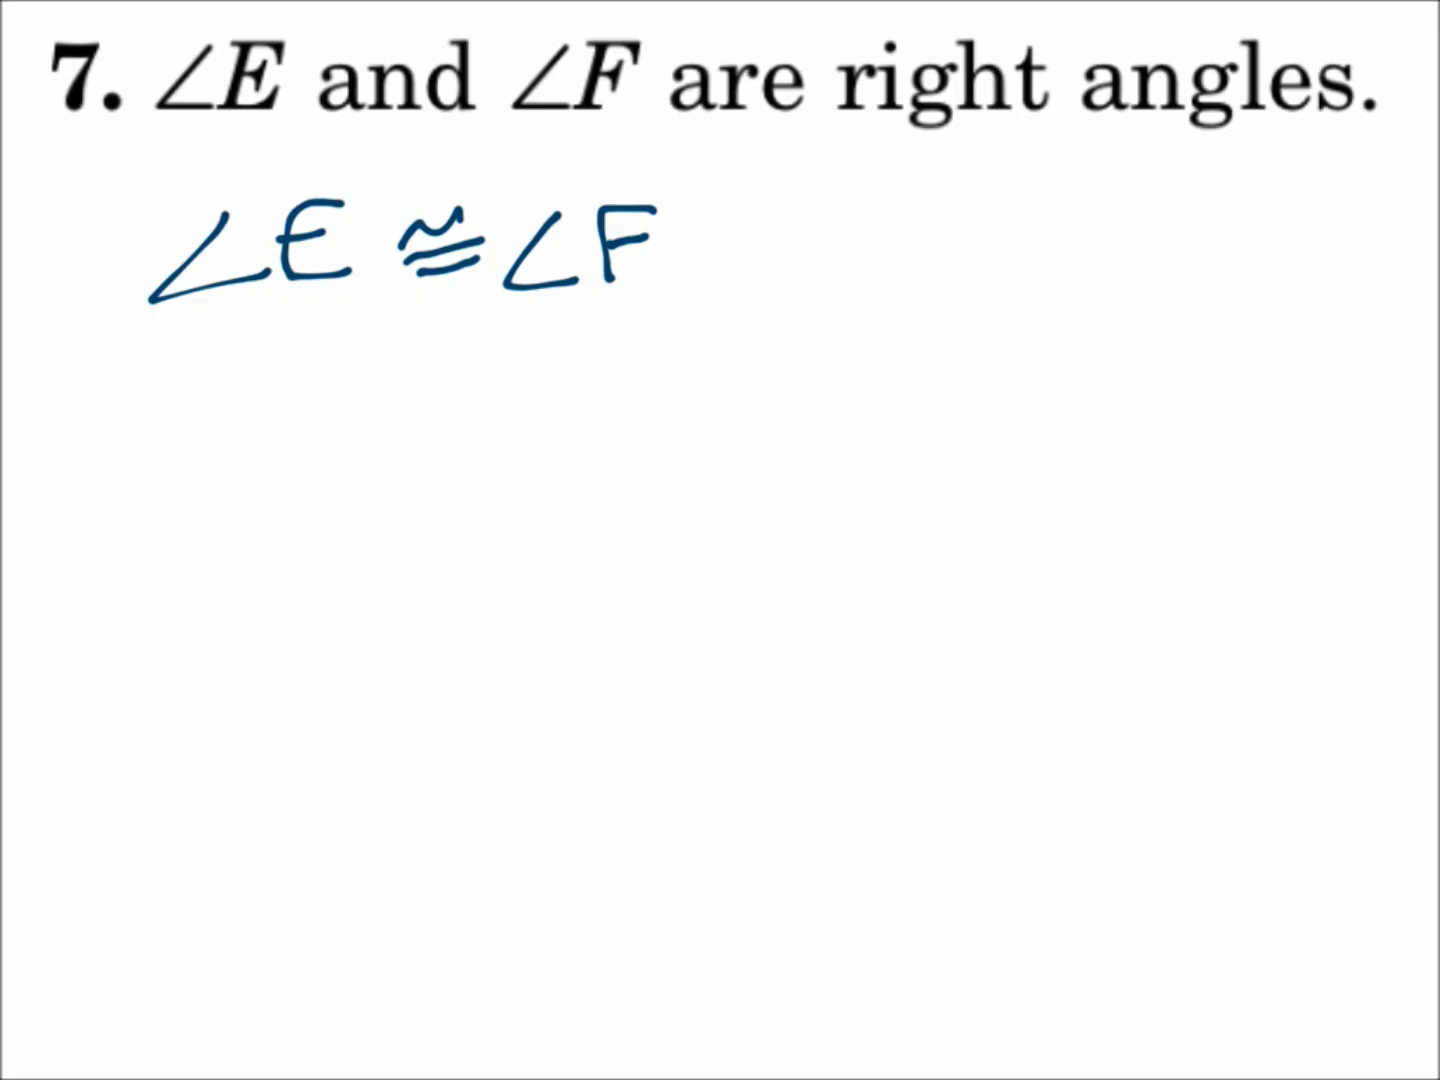 7. ∠E and ∠F are right angles.
∠E ≅ ∠F